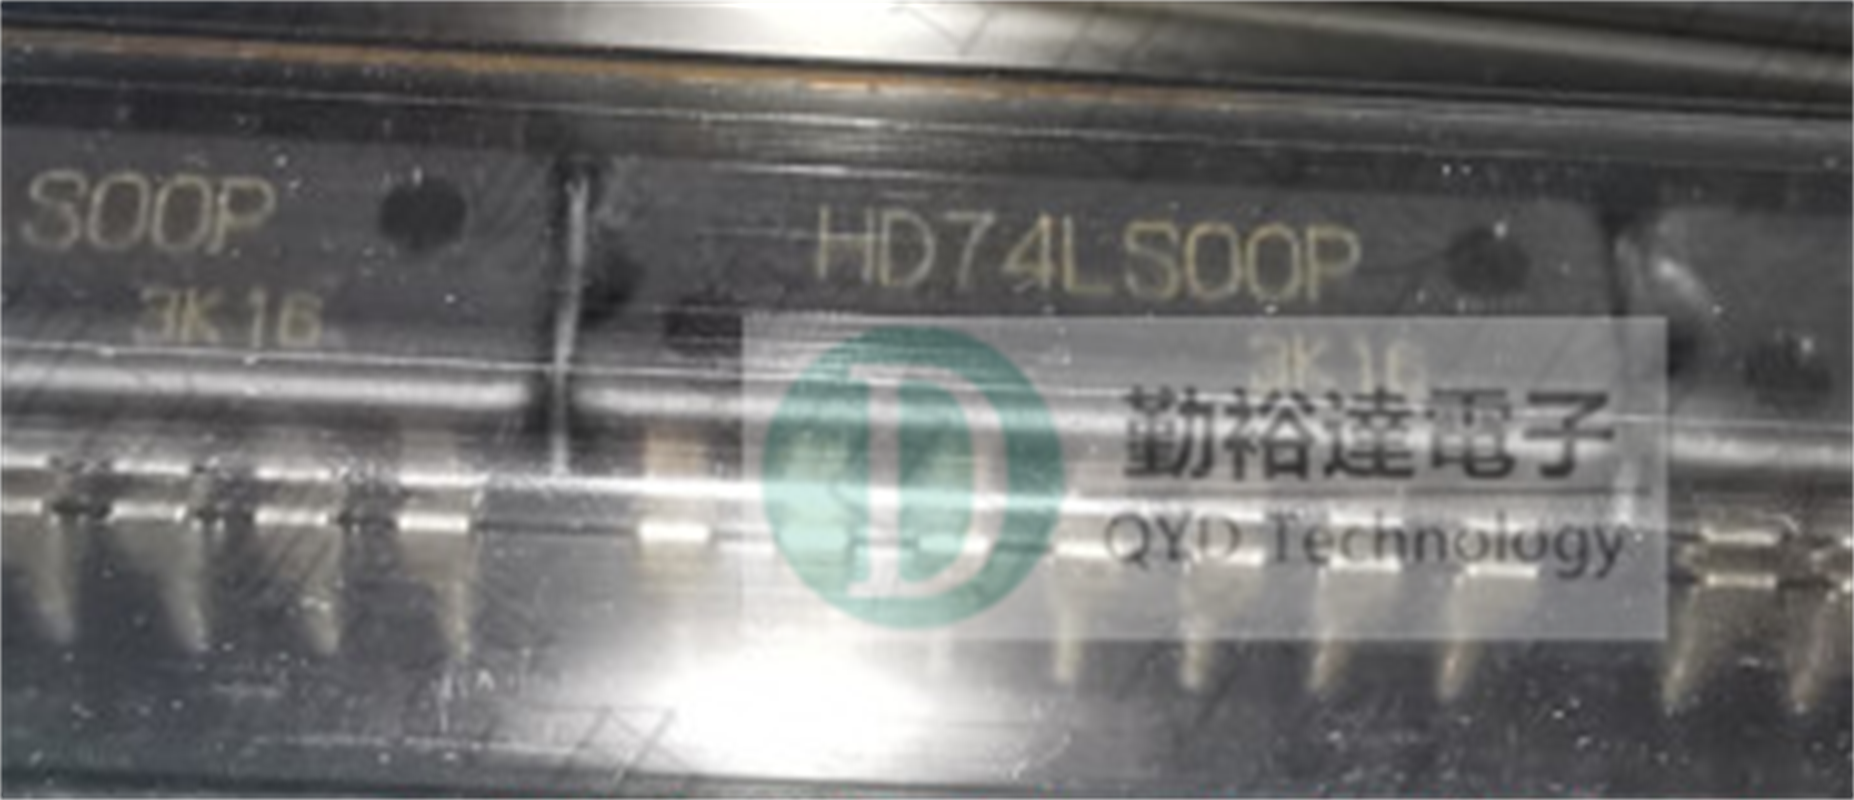 S00P
3K16
HD74LS00P
3K16
勤裕達電子
QYD Technology